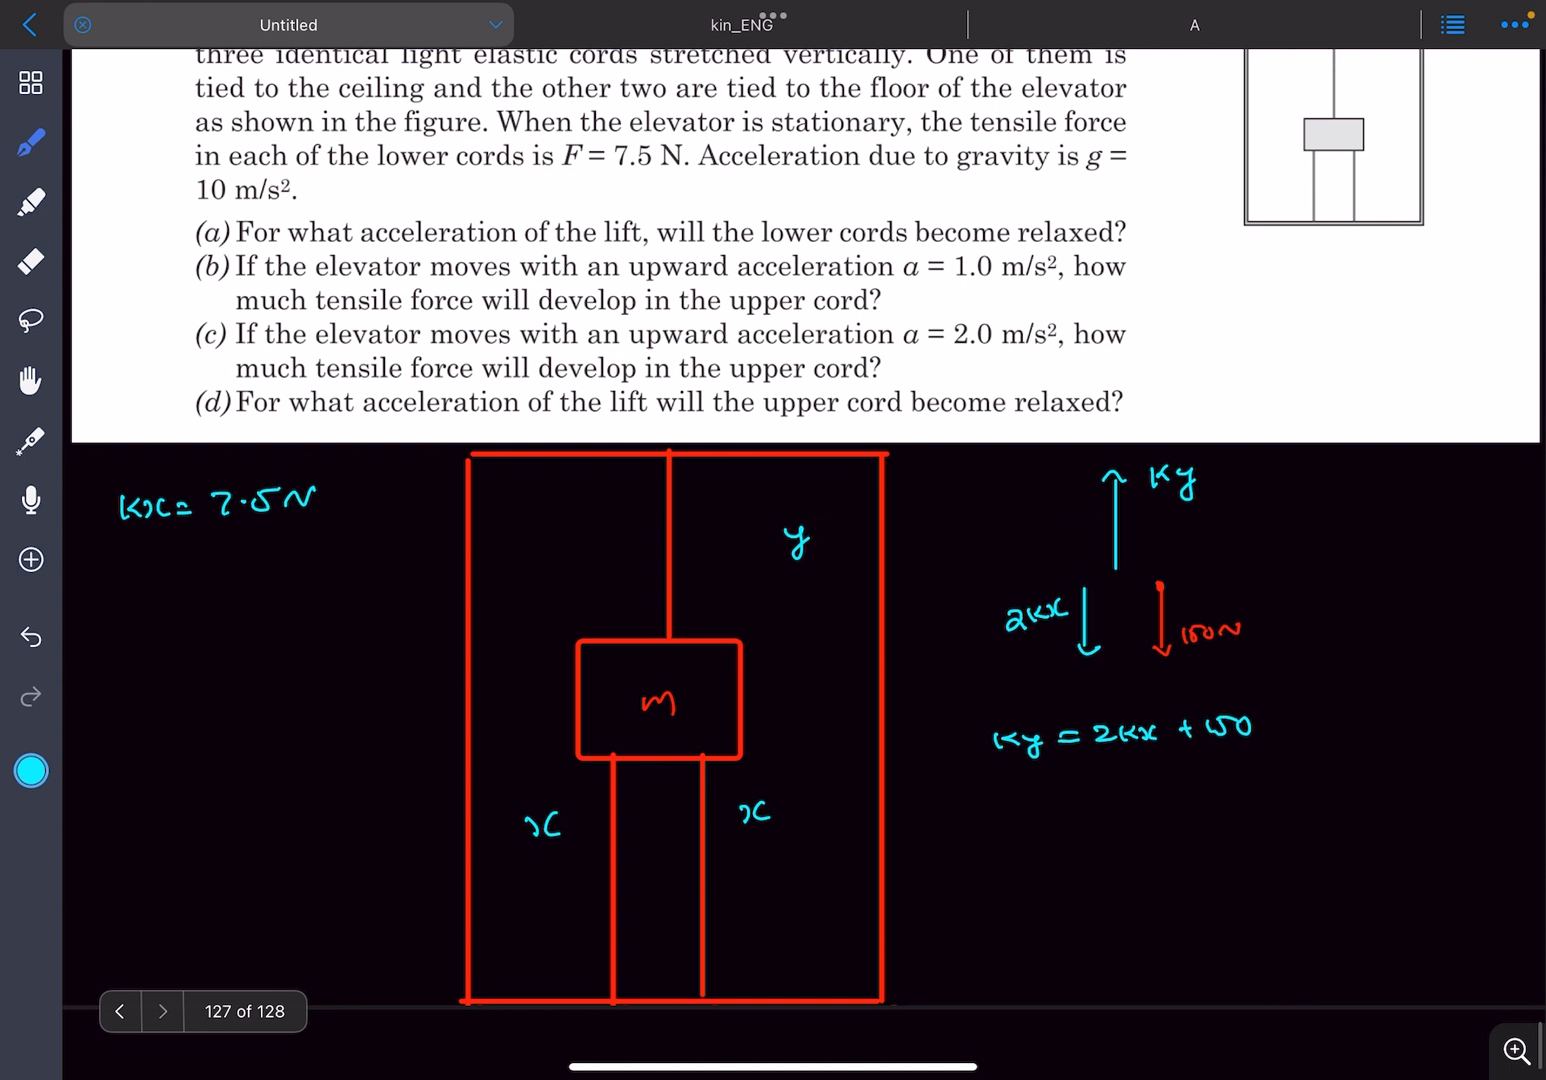 Untitled
kin_ENG
A
three identical light elastic cords stretched vertically. One of them is
tied to the ceiling and the other two are tied to the floor of the elevator
as shown in the figure. When the elevator is stationary, the tensile force
in each of the lower cords is F = 7.5 N. Acceleration due to gravity is g =
10 m/s².
(a) For what acceleration of the lift, will the lower cords become relaxed?
(b) If the elevator moves with an upward acceleration a = 1.0 m/s², how
much tensile force will develop in the upper cord?
(c) If the elevator moves with an upward acceleration a = 2.0 m/s², how
much tensile force will develop in the upper cord?
(d) For what acceleration of the lift will the upper cord become relaxed?
kx = 7.5N
y
m
x
x
ky
2kx
150N
ky = 2kx + 150
127 of 128